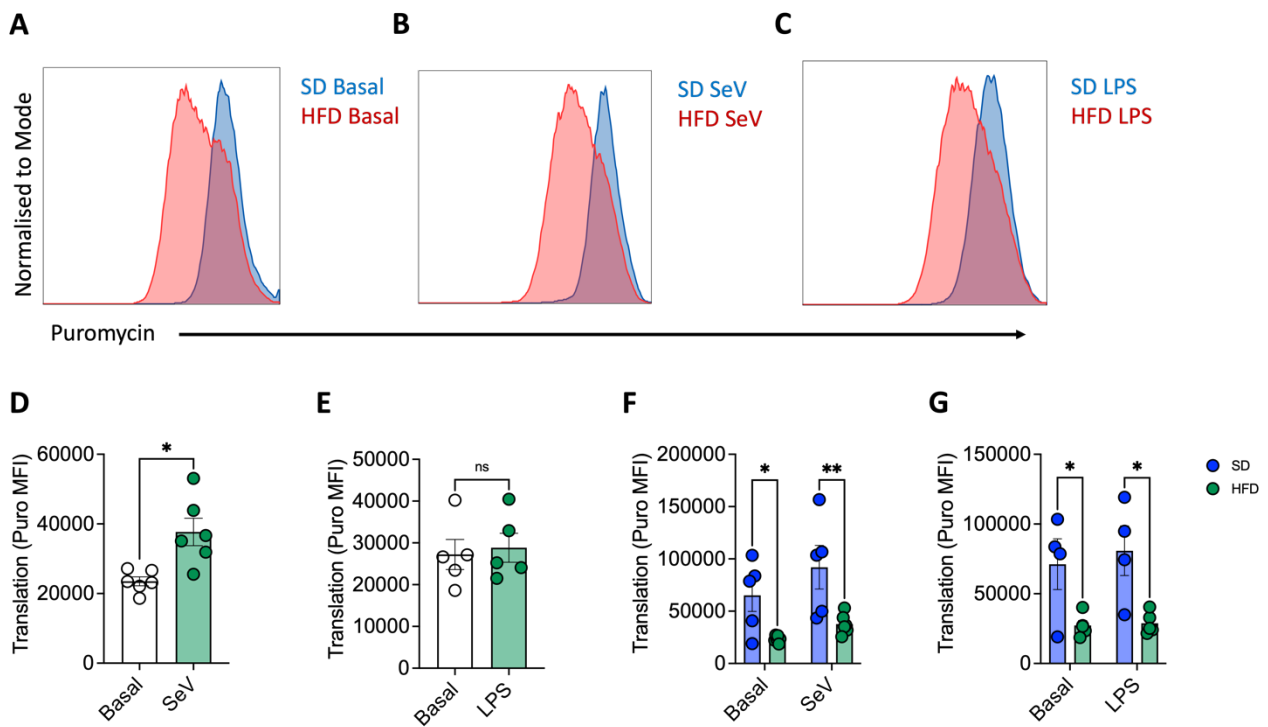 A
B
C
SD Basal
HFD Basal
SD SeV
HFD SeV
SD LPS
HFD LPS
Normalised to Mode
Puromycin
D
E
F
G
Translation (Puro MFI)
60000
40000
20000
0
*
Basal
SeV
Translation (Puro MFI)
50000
40000
30000
20000
10000
0
ns
Basal
LPS
Translation (Puro MFI)
200000
150000
100000
50000
0
*
**
Basal
SeV
Translation (Puro MFI)
150000
100000
50000
0
*
*
Basal
LPS
SD
HFD